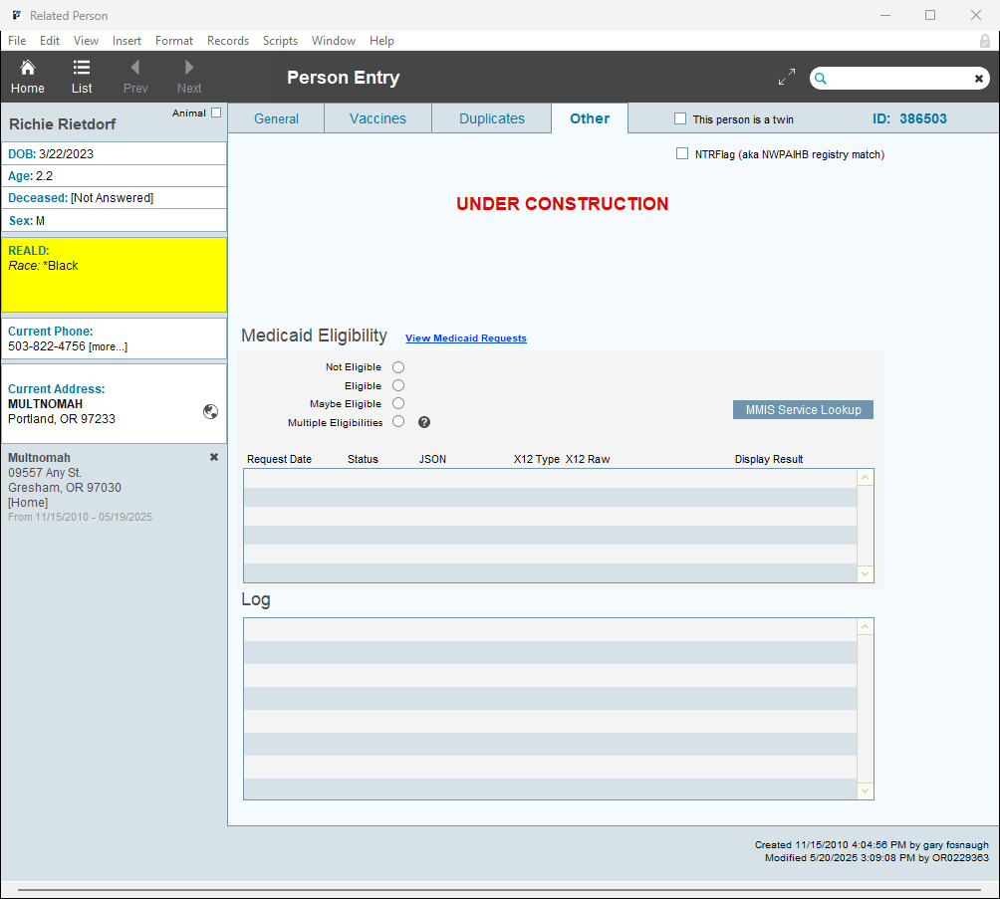 Related Person
File Edit View Insert Format Records Scripts Window Help
Home List Prev Next
Person Entry
Richie Rietdorf
Animal
DOB: 3/22/2023
Age: 2.2
Deceased: [Not Answered]
Sex: M
REALD:
Race: *Black
Current Phone:
503-822-4756 [more...]
Current Address:
MULTNOMAH
Portland, OR 97233
Multnomah
09557 Any St.
Gresham, OR 97030
[Home]
From 11/15/2010 - 05/19/2025
General Vaccines Duplicates Other
This person is a twin
ID: 386503
NTRFlag (aka NWPAIHB registry match)
UNDER CONSTRUCTION
Medicaid Eligibility View Medicaid Requests
Not Eligible
Eligible
Maybe Eligible
Multiple Eligibilities ?
MMIS Service Lookup
Request Date Status JSON X12 Type X12 Raw Display Result
Log
Created 11/15/2010 4:04:56 PM by gary fosnaugh
Modified 5/20/2025 3:09:08 PM by OR0229363